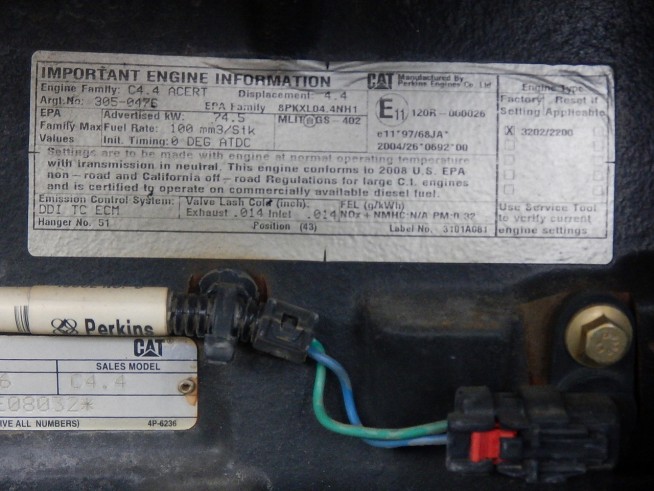 IMPORTANT ENGINE INFORMATION CAT Manufactured By Perkins Engines Co Ltd
Engine Family: C4.4 ACERT Displacement: 4.4
Argt.No: 305-047 EPA Family 8PKXL04.4NH1
EPA Advertised kW: 74.5 MLIT@GS-402
Family Max Fuel Rate: 100 mm3/Stk
Values Init. Timing: 0 DEG ATDC
E11 120R-000026
e11*97/68JA*
2004/26*0692*00
Engine Type
Factory Reset if
Setting Applicable
X 3202/2200
Settings are to be made with engine at normal operating temperature
with transmission in neutral. This engine conforms to 2008 U.S. EPA
non-road and California off-road Regulations for large C.I. engines
and is certified to operate on commercially available diesel fuel.
Emission Control System: Valve Lash Cold (inch) FEL (g/kWh)
DDI TC ECM Exhaust .014 Inlet .014 NOx + NMHC:N/A PM:0.32
Hanger No. 51 Position (43) Label No. 3181A081
Use Service Tool
to verify current
engine settings
Perkins
CAT
SALES MODEL
6 C4.4
08032*
IVE ALL NUMBERS) 4P-6236